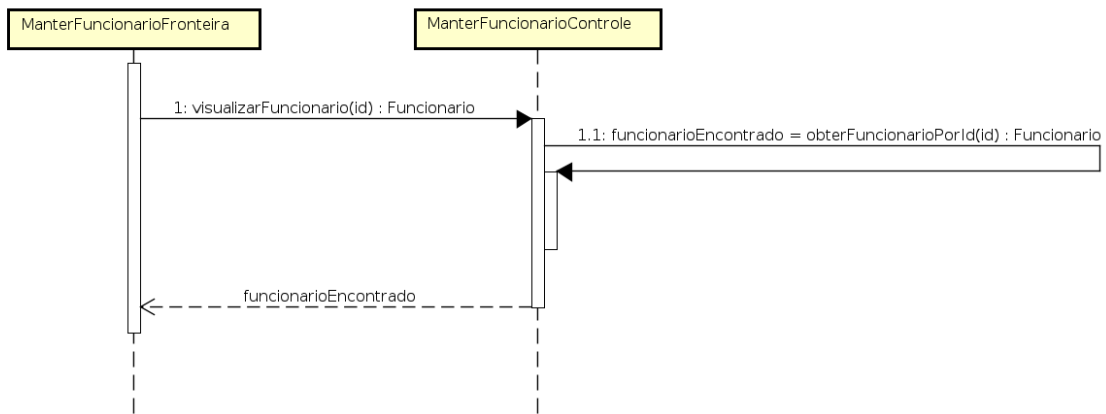 ManterFuncionarioFronteira
ManterFuncionarioControle
1: visualizarFuncionario(id) : Funcionario
1.1: funcionarioEncontrado = obterFuncionarioPorId(id) : Funcionario
funcionarioEncontrado